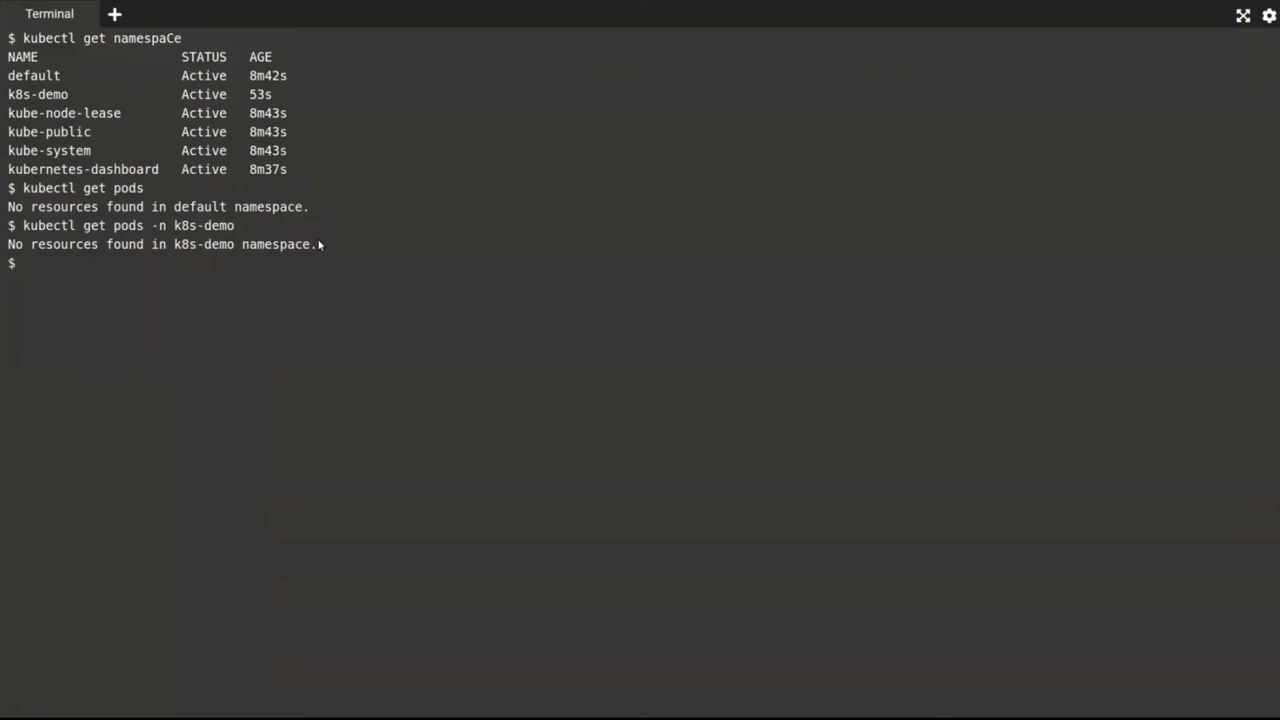 Terminal
$ kubectl get namespaCe
NAME STATUS AGE
default Active 8m42s
k8s-demo Active 53s
kube-node-lease Active 8m43s
kube-public Active 8m43s
kube-system Active 8m43s
kubernetes-dashboard Active 8m37s
$ kubectl get pods
No resources found in default namespace.
$ kubectl get pods -n k8s-demo
No resources found in k8s-demo namespace.
$